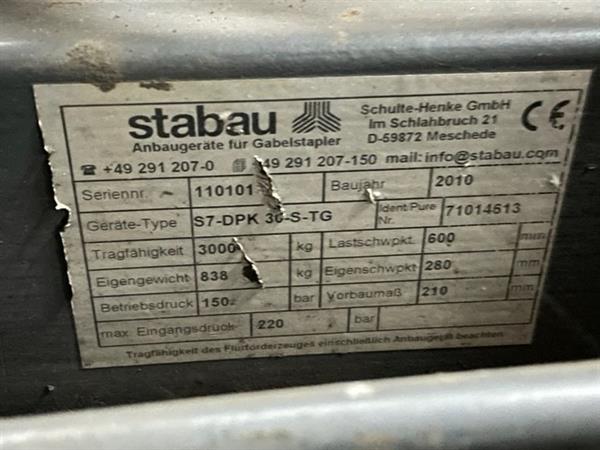 stabau
Anbaugeräte für Gabelstapler
Schulte-Henke GmbH
Im Schlahbruch 21
D-59872 Meschede
CE
+49 291 207-0 +49 291 207-150 mail: info@stabau.com
Seriennr. 110101 Baujahr 2010
Geräte-Type S7-DPK 30-S-TG Ident Pure Nr. 71014613
Tragfähigkeit 3000 kg Lastschwpkt. 600 mm
Eigengewicht 838 kg Eigenschwpkt 280 mm
Betriebsdruck 150 bar Vorbaumaß 210 mm
max. Eingangsdruck 220 bar
Tragfähigkeit des Flurförderzeuges einschließlich Anbaugerät beachten